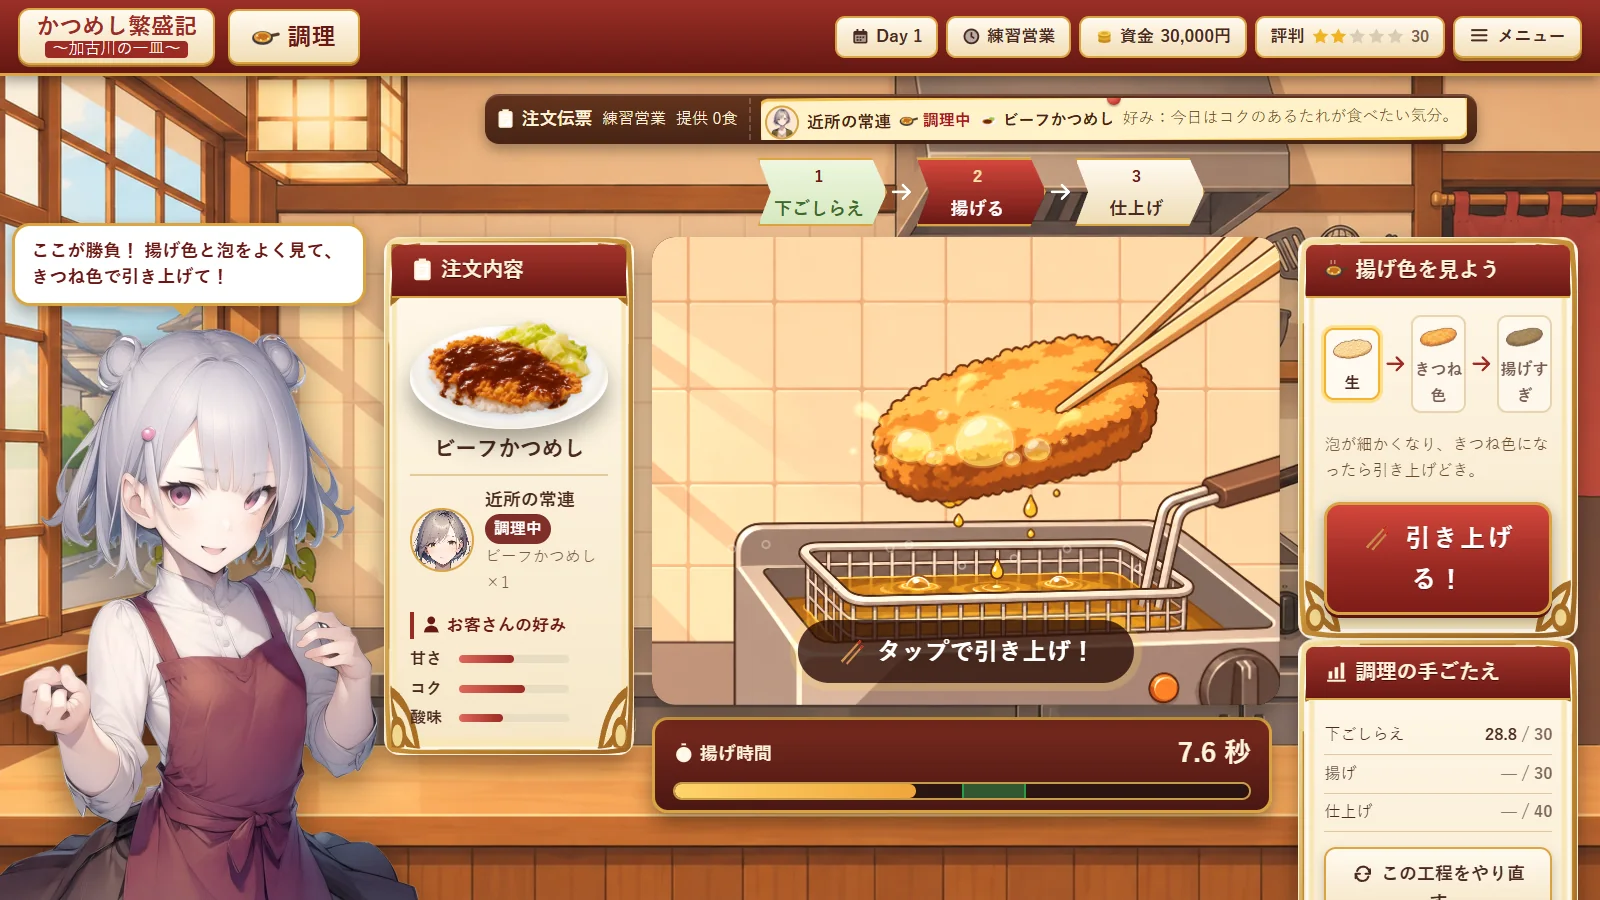 かつめし繁盛記
〜加古川の一皿〜
調理
Day 1
練習営業
資金 30,000円
評判 30
メニュー
注文伝票 練習営業 提供 0食
近所の常連 調理中 ビーフかつめし 好み：今日はコクのあるたれが食べたい気分。
1
下ごしらえ
2
揚げる
3
仕上げ
ここが勝負！ 揚げ色と泡をよく見て、
きつね色で引き上げて！
注文内容
ビーフかつめし
近所の常連
調理中
ビーフかつめし
×1
お客さんの好み
甘さ
コク
酸味
タップで引き上げ！
揚げ時間
7.6 秒
揚げ色を見よう
生
きつね
色
揚げす
ぎ
泡が細かくなり、きつね色にな
ったら引き上げどき。
引き上げ
る！
調理の手ごたえ
下ごしらえ 28.8 / 30
揚げ — / 30
仕上げ — / 40
この工程をやり直